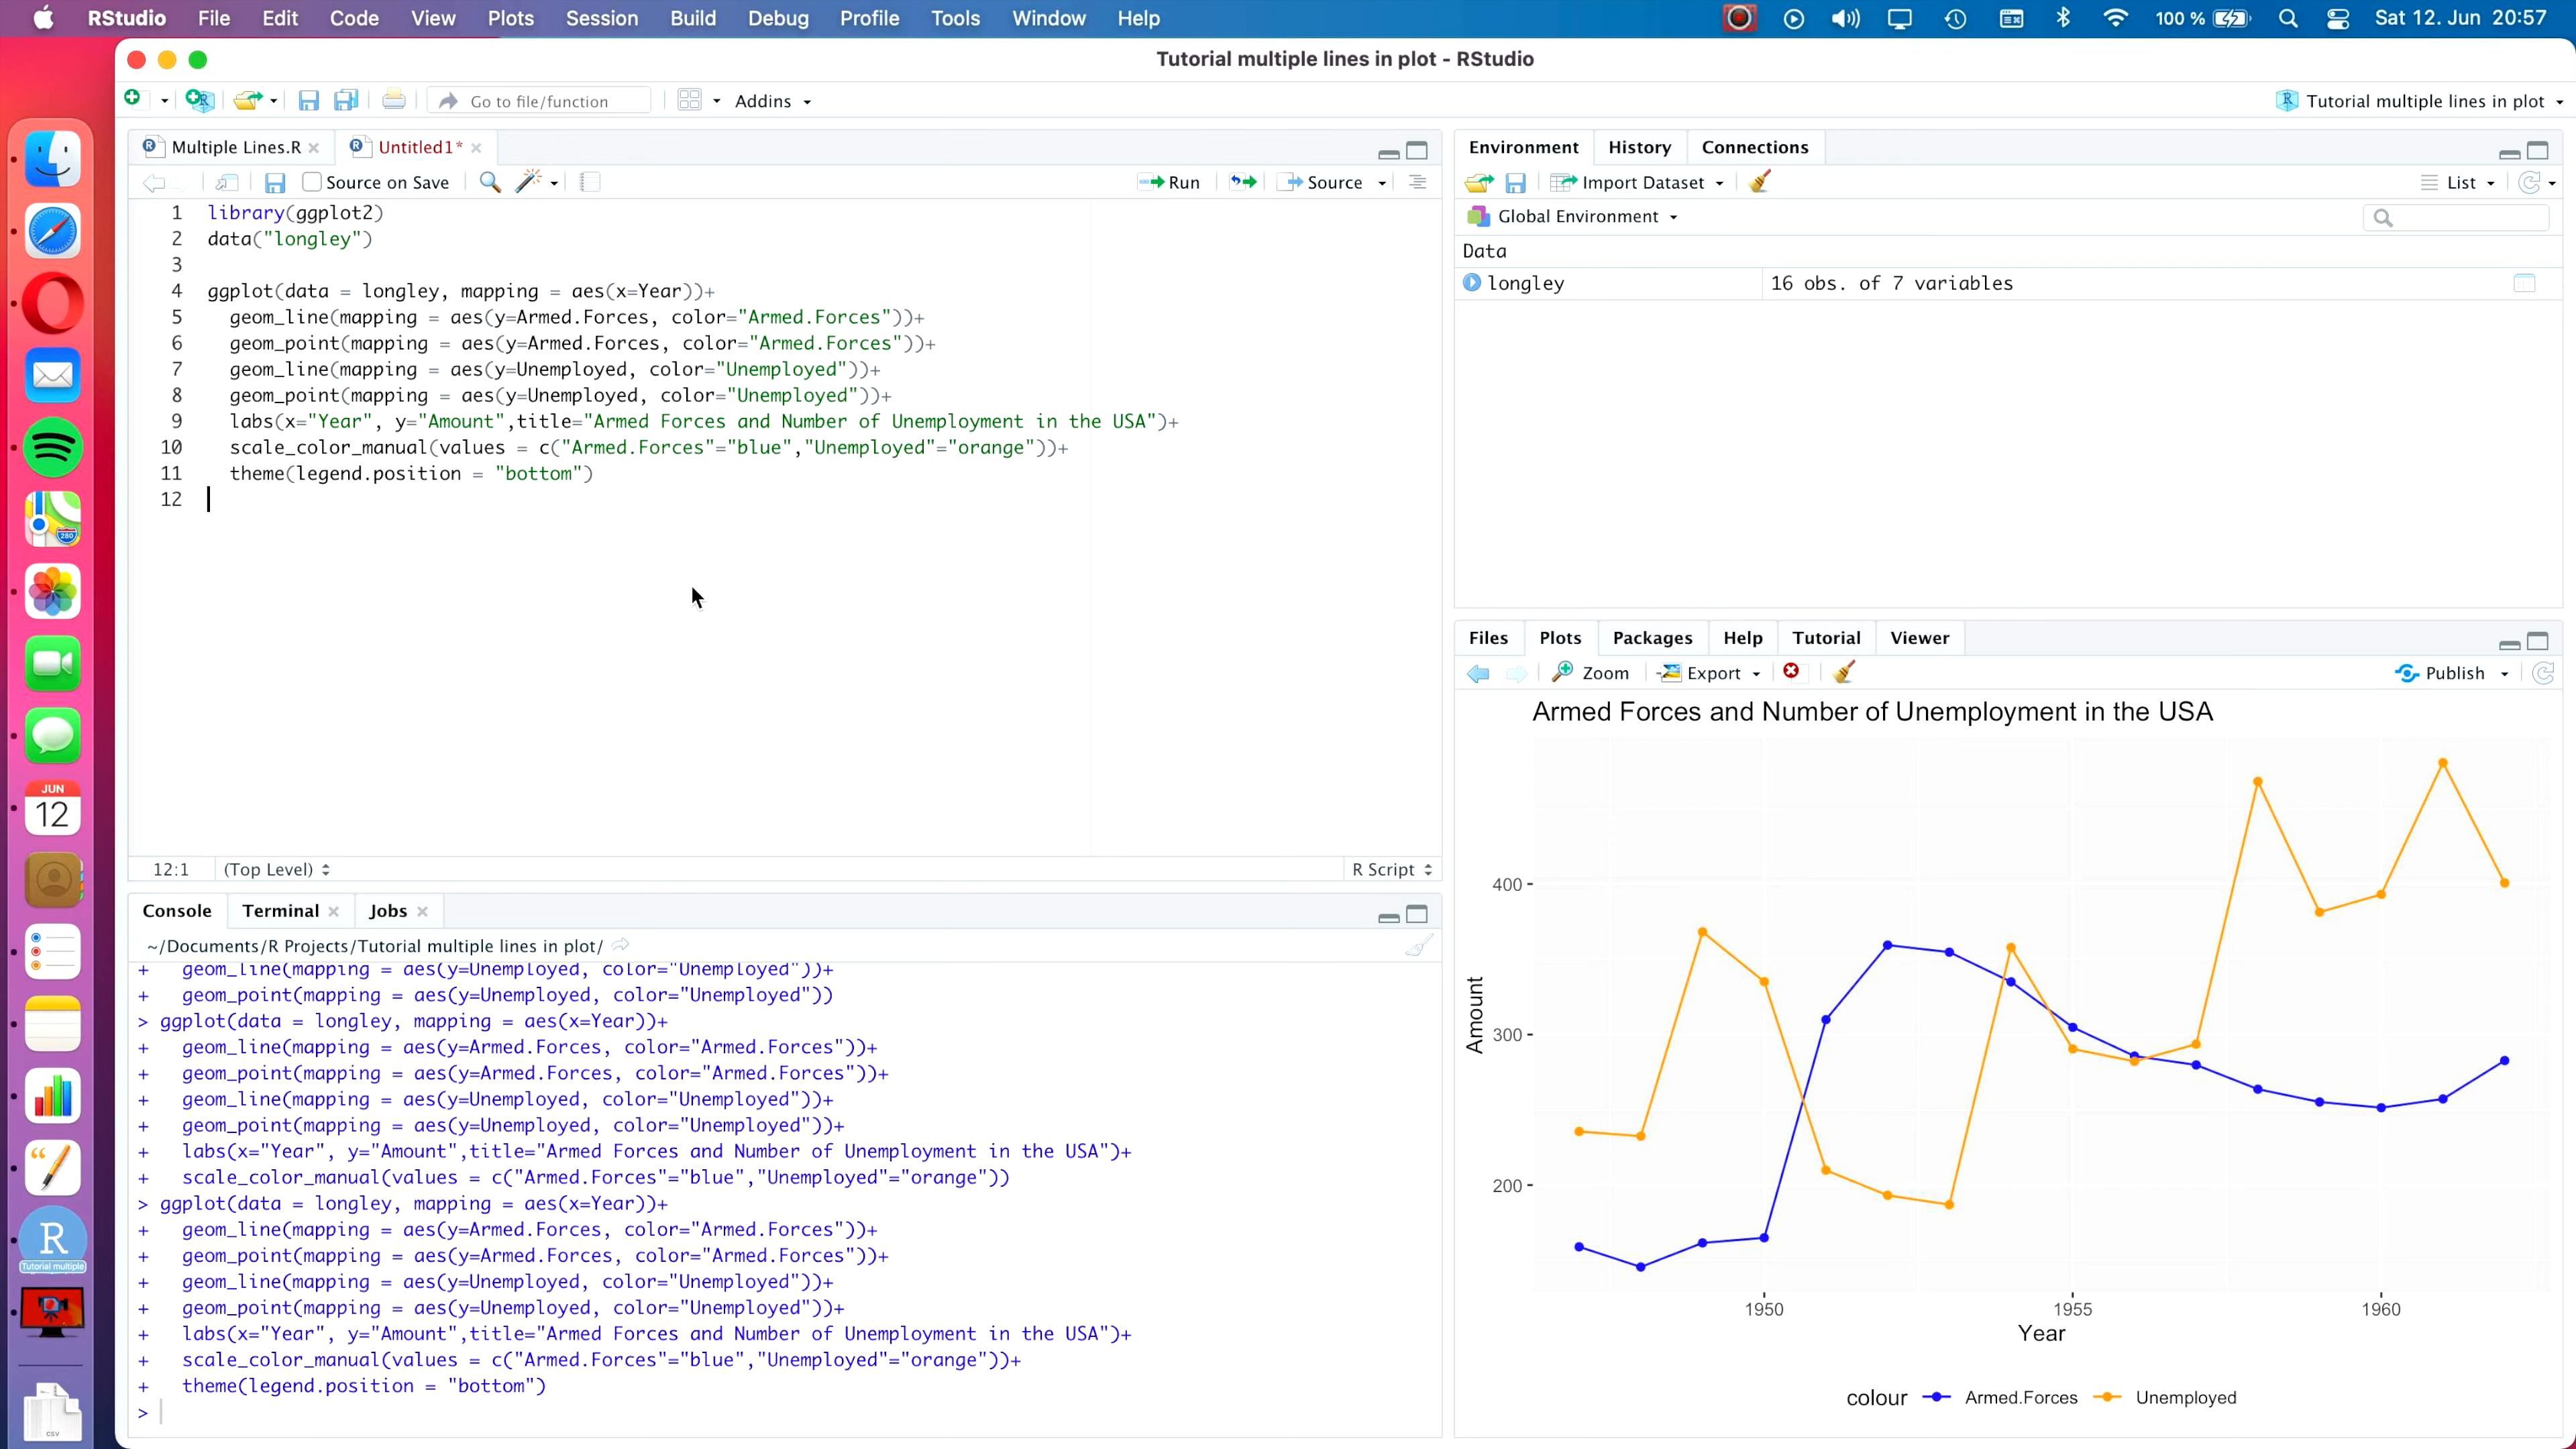 RStudio File Edit Code View Plots Session Build Debug Profile Tools Window Help 100 % Sat 12. Jun 20:57
Tutorial multiple lines in plot - RStudio
Go to file/function Addins Tutorial multiple lines in plot
Multiple Lines.R Untitled1*
Source on Save Run Source
1 library(ggplot2)
2 data("longley")
3
4 ggplot(data = longley, mapping = aes(x=Year))+
5 geom_line(mapping = aes(y=Armed.Forces, color="Armed.Forces"))+
6 geom_point(mapping = aes(y=Armed.Forces, color="Armed.Forces"))+
7 geom_line(mapping = aes(y=Unemployed, color="Unemployed"))+
8 geom_point(mapping = aes(y=Unemployed, color="Unemployed"))+
9 labs(x="Year", y="Amount",title="Armed Forces and Number of Unemployment in the USA")+
10 scale_color_manual(values = c("Armed.Forces"="blue","Unemployed"="orange"))+
11 theme(legend.position = "bottom")
12
12:1 (Top Level) R Script
Console Terminal Jobs
~/Documents/R Projects/Tutorial multiple lines in plot/
+ geom_line(mapping = aes(y=Unemployed, color="Unemployed"))+
+ geom_point(mapping = aes(y=Unemployed, color="Unemployed"))
> ggplot(data = longley, mapping = aes(x=Year))+
+ geom_line(mapping = aes(y=Armed.Forces, color="Armed.Forces"))+
+ geom_point(mapping = aes(y=Armed.Forces, color="Armed.Forces"))+
+ geom_line(mapping = aes(y=Unemployed, color="Unemployed"))+
+ geom_point(mapping = aes(y=Unemployed, color="Unemployed"))+
+ labs(x="Year", y="Amount",title="Armed Forces and Number of Unemployment in the USA")+
+ scale_color_manual(values = c("Armed.Forces"="blue","Unemployed"="orange"))
> ggplot(data = longley, mapping = aes(x=Year))+
+ geom_line(mapping = aes(y=Armed.Forces, color="Armed.Forces"))+
+ geom_point(mapping = aes(y=Armed.Forces, color="Armed.Forces"))+
+ geom_line(mapping = aes(y=Unemployed, color="Unemployed"))+
+ geom_point(mapping = aes(y=Unemployed, color="Unemployed"))+
+ labs(x="Year", y="Amount",title="Armed Forces and Number of Unemployment in the USA")+
+ scale_color_manual(values = c("Armed.Forces"="blue","Unemployed"="orange"))+
+ theme(legend.position = "bottom")
>
Environment History Connections
Import Dataset List
Global Environment
Data
longley 16 obs. of 7 variables
Files Plots Packages Help Tutorial Viewer
Zoom Export Publish
Armed Forces and Number of Unemployment in the USA
400
300
200
Amount
1950 1955 1960
Year
colour Armed.Forces Unemployed
280
JUN
12
R
Tutorial multiple
csv